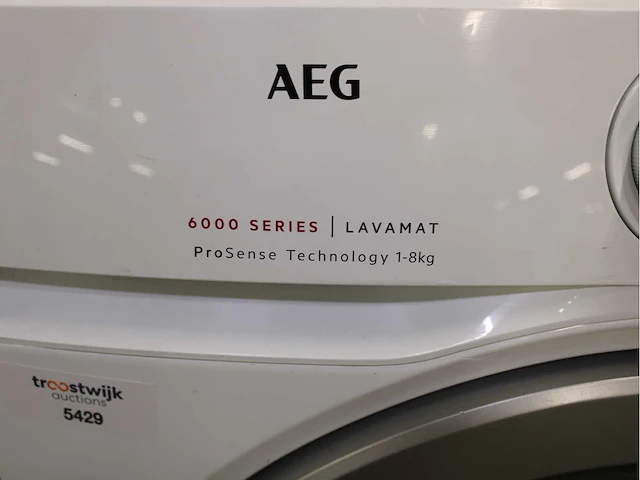 AEG
6000 SERIES | LAVAMAT
ProSense Technology 1-8kg
troostwijk
auctions
5429